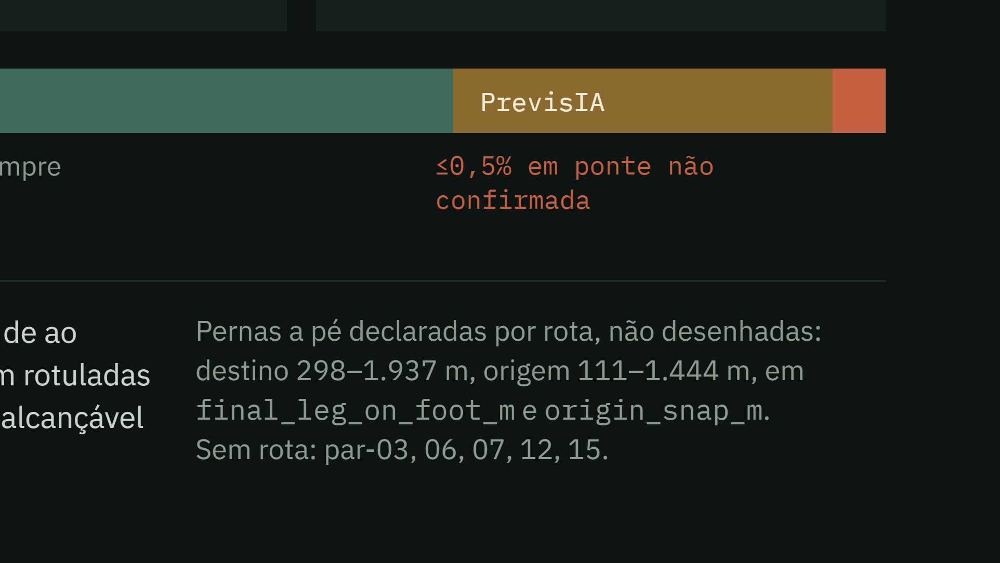 PrevisIA
mpre
≤0,5% em ponte não
confirmada
de ao
m rotuladas
alcançável
Pernas a pé declaradas por rota, não desenhadas:
destino 298–1.937 m, origem 111–1.444 m, em
final_leg_on_foot_m e origin_snap_m.
Sem rota: par-03, 06, 07, 12, 15.